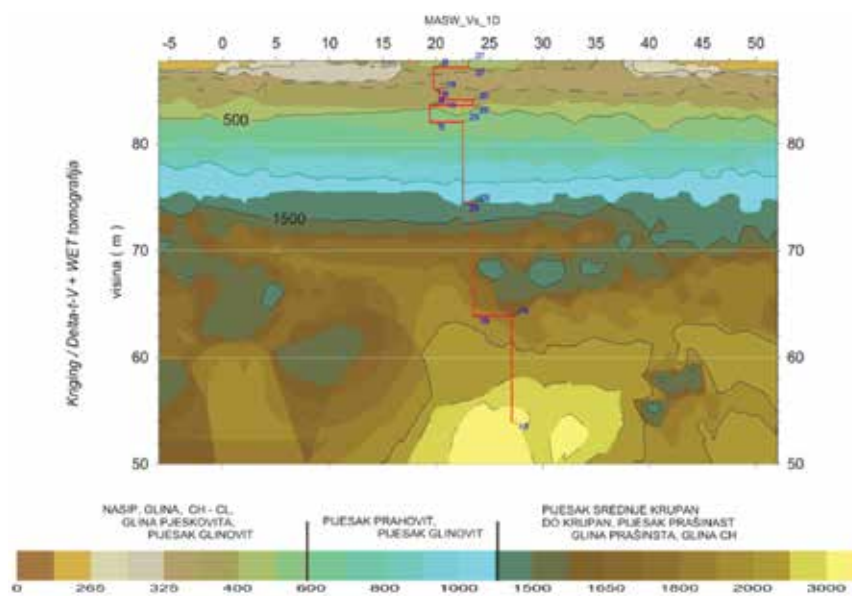 MASW_Vs_1D
-5 0 5 10 15 20 25 30 35 40 45 50
500
80 80
1500
70 70
60 60
50 50
visina ( m )
Kriging / Delta-t-V + WET tomografija
NASIP, GLINA, CH - CL,
GLINA PJESKOVITA,
PIJESAK GLINOVIT
PIJESAK PRAHOVIT,
PIJESAK GLINOVIT
PIJESAK SREDNJE KRUPAN
DO KRUPAN, PIJESAK PRAŠINAST
GLINA PRAŠINSTA, GLINA CH
0 265 325 400 600 800 1000 1500 1650 1800 2000 3000